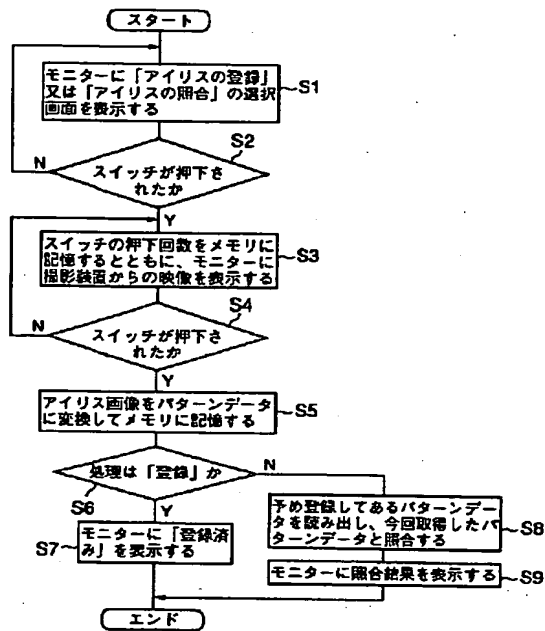 スタート
モニターに「アイリスの登録」
又は「アイリスの照合」の選択
画面を表示する
S1
S2
スイッチが押下さ
れたか
N
Y
スイッチの押下回数をメモリに
記憶するとともに、モニターに
撮影装置からの映像を表示する
S3
S4
スイッチが押下さ
れたか
N
Y
アイリス画像をパターンデータ
に変換してメモリに記憶する
S5
処理は「登録」か
N
S6
Y
S7
モニターに「登録済
み」を表示する
予め登録してあるパターンデー
タを読み出し、今回取得したパ
ターンデータと照合する
S8
モニターに照合結果を表示する
S9
エンド